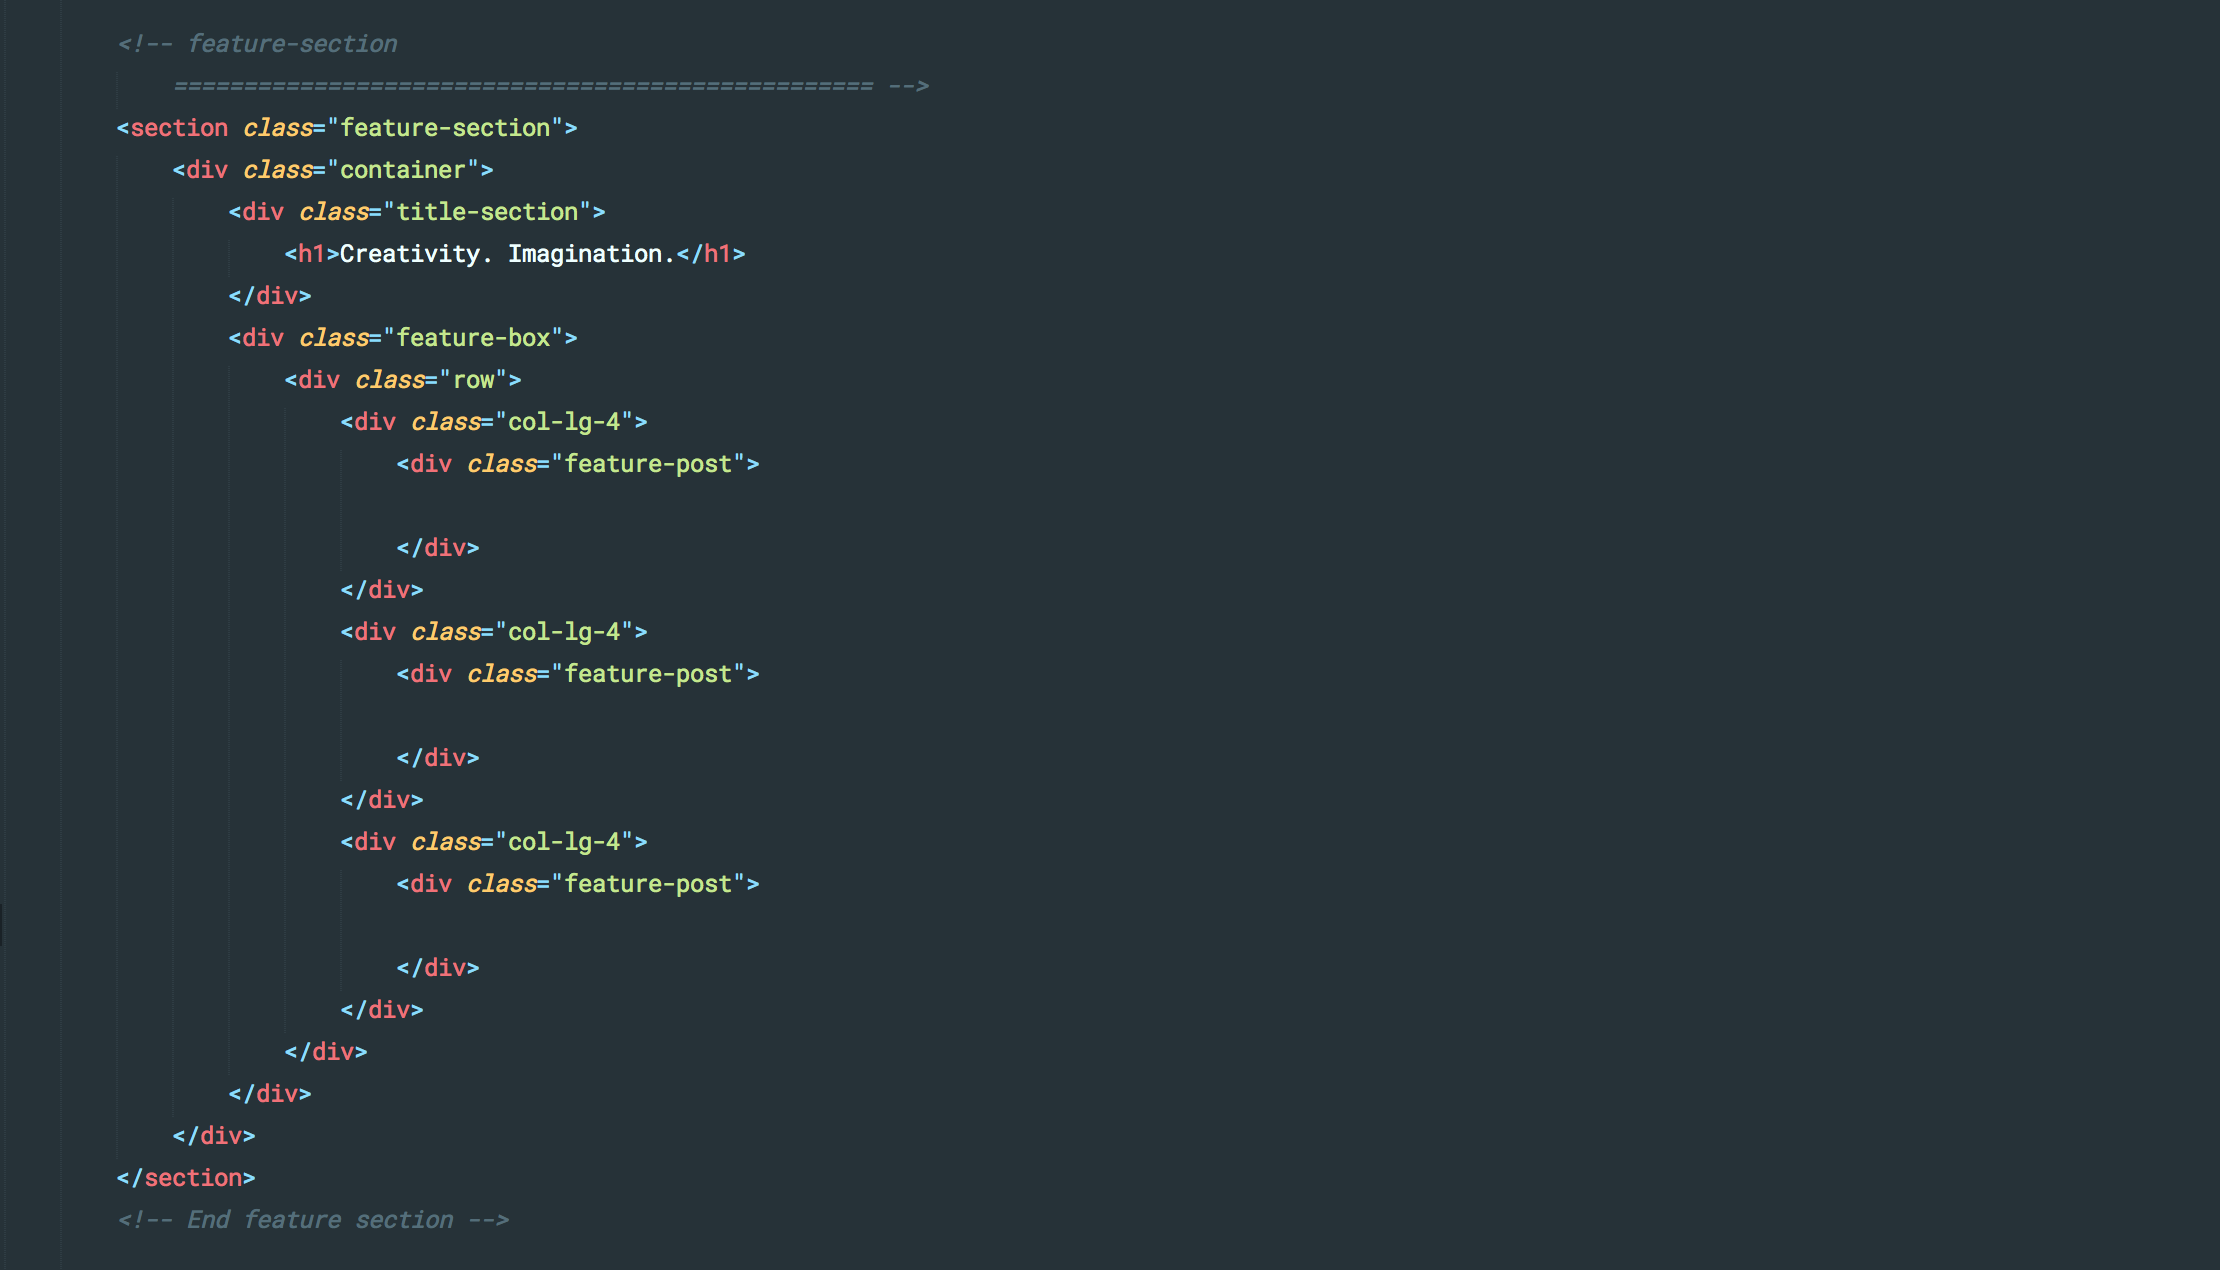 <!-- feature-section
================================================== -->
<section class="feature-section">
<div class="container">
<div class="title-section">
<h1>Creativity. Imagination.</h1>
</div>
<div class="feature-box">
<div class="row">
<div class="col-lg-4">
<div class="feature-post">
</div>
</div>
<div class="col-lg-4">
<div class="feature-post">
</div>
</div>
<div class="col-lg-4">
<div class="feature-post">
</div>
</div>
</div>
</div>
</div>
</section>
<!-- End feature section -->